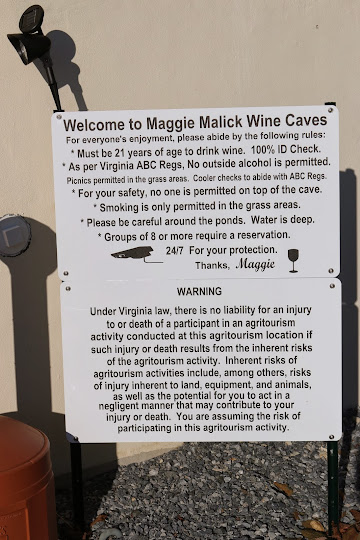 Welcome to Maggie Malick Wine Caves
For everyone's enjoyment, please abide by the following rules:
* Must be 21 years of age to drink wine. 100% ID Check.
* As per Virginia ABC Regs, No outside alcohol is permitted.
Picnics permitted in the grass areas. Cooler checks to abide with ABC Regs.
* For your safety, no one is permitted on top of the cave.
* Smoking is only permitted in the grass areas.
* Please be careful around the ponds. Water is deep.
* Groups of 8 or more require a reservation.
24/7 For your protection.
Thanks, Maggie
WARNING
Under Virginia law, there is no liability for an injury
to or death of a participant in an agritourism
activity conducted at this agritourism location if
such injury or death results from the inherent risks
of the agritourism activity. Inherent risks of
agritourism activities include, among others, risks
of injury inherent to land, equipment, and animals,
as well as the potential for you to act in a
negligent manner that may contribute to your
injury or death. You are assuming the risk of
participating in this agritourism activity.